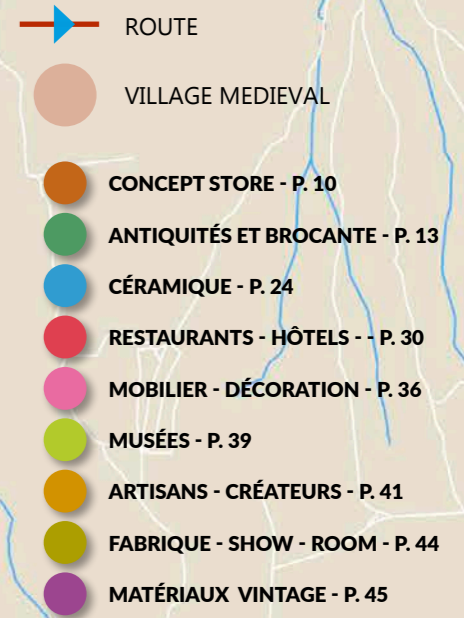 ROUTE
VILLAGE MEDIEVAL
CONCEPT STORE - P. 10
ANTIQUITÉS ET BROCANTE - P. 13
CÉRAMIQUE - P. 24
RESTAURANTS - HÔTELS - - P. 30
MOBILIER - DÉCORATION - P. 36
MUSÉES - P. 39
ARTISANS - CRÉATEURS - P. 41
FABRIQUE - SHOW - ROOM - P. 44
MATÉRIAUX VINTAGE - P. 45